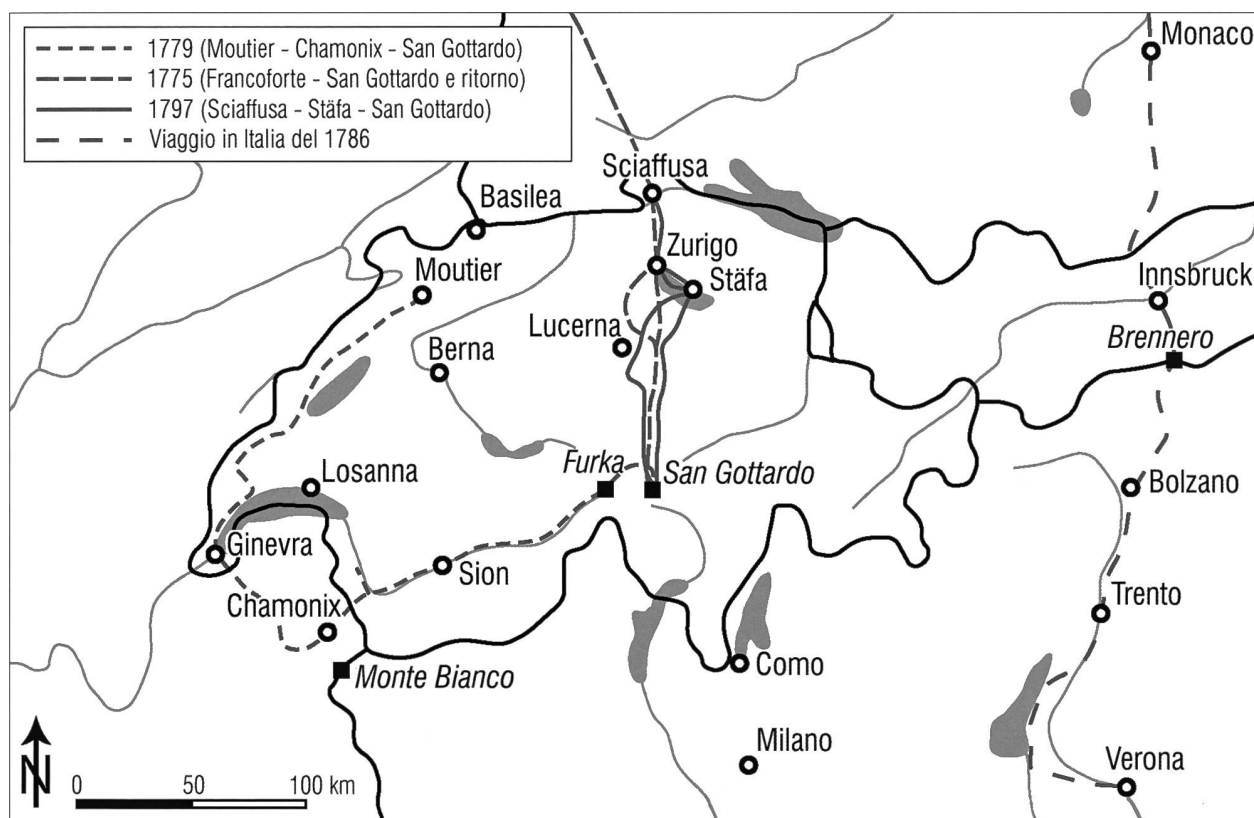 1779 (Moutier - Chamonix - San Gottardo)
1775 (Francoforte - San Gottardo e ritorno)
1797 (Sciaffusa - Stäfa - San Gottardo)
Viaggio in Italia del 1786
Monaco
Sciaffusa
Basilea
Zurigo
Moutier
Stäfa
Innsbruck
Lucerna
Brennero
Berna
Furka
San Gottardo
Losanna
Bolzano
Ginevra
Sion
Trento
Chamonix
Monte Bianco
Como
Milano
Verona
N
0 50 100 km